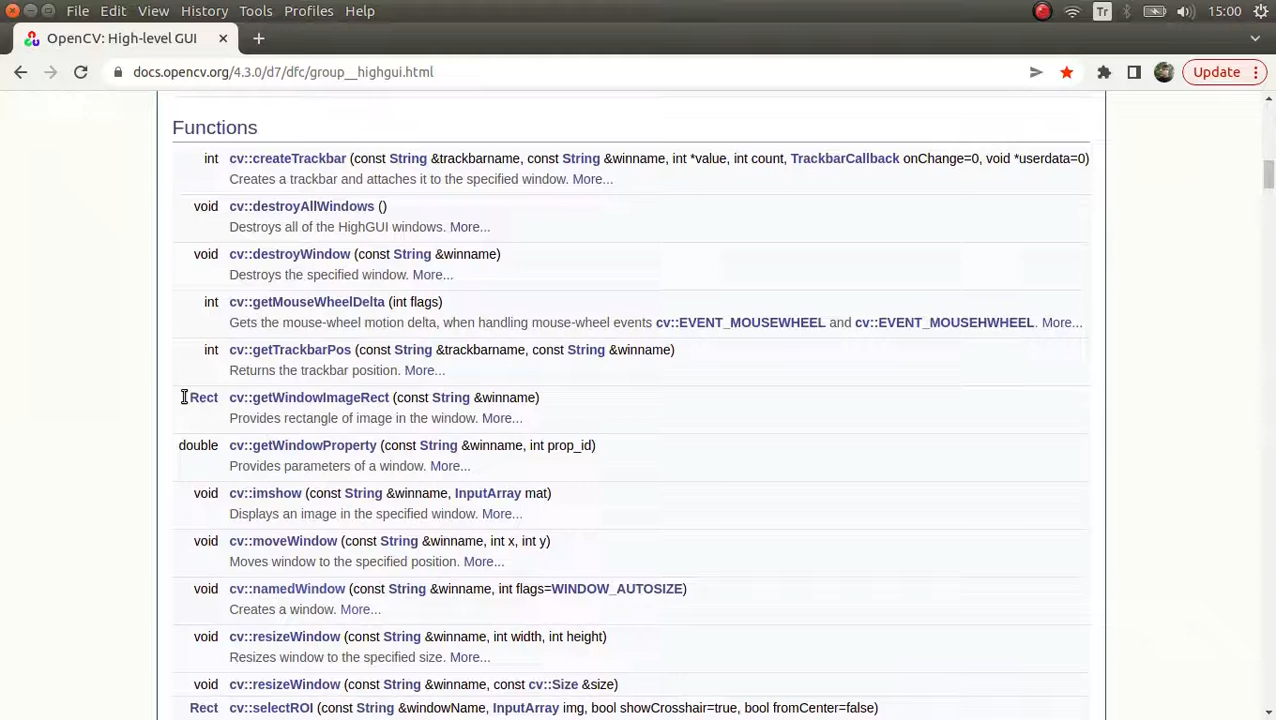 File Edit View History Tools Profiles Help Tr 15:00
OpenCV: High-level GUI
docs.opencv.org/4.3.0/d7/dfc/group__highgui.html Update
Functions
int cv::createTrackbar (const String &trackbarname, const String &winname, int *value, int count, TrackbarCallback onChange=0, void *userdata=0)
Creates a trackbar and attaches it to the specified window. More...
void cv::destroyAllWindows ()
Destroys all of the HighGUI windows. More...
void cv::destroyWindow (const String &winname)
Destroys the specified window. More...
int cv::getMouseWheelDelta (int flags)
Gets the mouse-wheel motion delta, when handling mouse-wheel events cv::EVENT_MOUSEWHEEL and cv::EVENT_MOUSEHWHEEL. More...
int cv::getTrackbarPos (const String &trackbarname, const String &winname)
Returns the trackbar position. More...
Rect cv::getWindowImageRect (const String &winname)
Provides rectangle of image in the window. More...
double cv::getWindowProperty (const String &winname, int prop_id)
Provides parameters of a window. More...
void cv::imshow (const String &winname, InputArray mat)
Displays an image in the specified window. More...
void cv::moveWindow (const String &winname, int x, int y)
Moves window to the specified position. More...
void cv::namedWindow (const String &winname, int flags=WINDOW_AUTOSIZE)
Creates a window. More...
void cv::resizeWindow (const String &winname, int width, int height)
Resizes window to the specified size. More...
void cv::resizeWindow (const String &winname, const cv::Size &size)
Rect cv::selectROI (const String &windowName, InputArray img, bool showCrosshair=true, bool fromCenter=false)